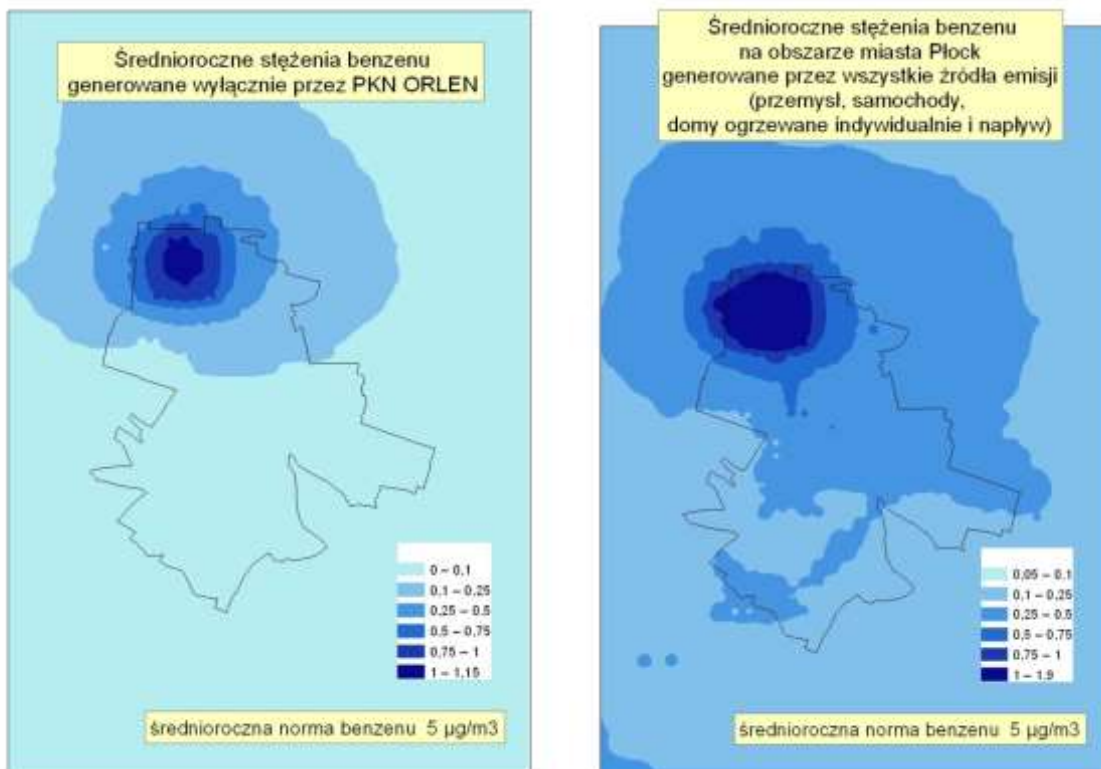 Średnioroczne stężenia benzenu
generowane wyłącznie przez PKN ORLEN
0 – 0,1
0,1 – 0,25
0,25 – 0,5
0,5 – 0,75
0,75 – 1
1 – 1,15
średnioroczna norma benzenu 5 µg/m3
Średnioroczne stężenia benzenu
na obszarze miasta Płock
generowane przez wszystkie źródła emisji
(przemysł, samochody,
domy ogrzewane indywidualnie i napływ)
0,05 – 0,1
0,1 – 0,25
0,25 – 0,5
0,5 – 0,75
0,75 – 1
1 – 1,9
średnioroczna norma benzenu 5 µg/m3